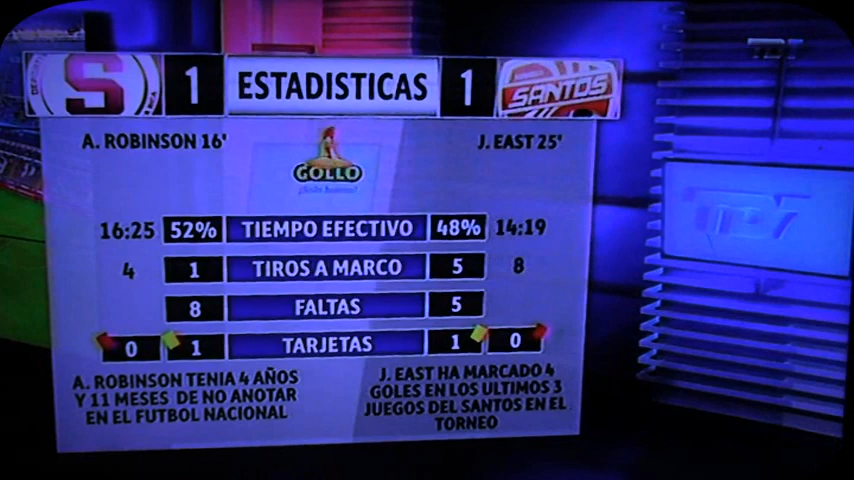 1 ESTADISTICAS 1
SANTOS
A. ROBINSON 16' J. EAST 25'
GOLLO
16:25 52% TIEMPO EFECTIVO 48% 14:19
4 1 TIROS A MARCO 5 8
8 FALTAS 5
0 1 TARJETAS 1 0
A. ROBINSON TENIA 4 AÑOS
Y 11 MESES DE NO ANOTAR
EN EL FUTBOL NACIONAL
J. EAST HA MARCADO 4
GOLES EN LOS ULTIMOS 3
JUEGOS DEL SANTOS EN EL
TORNEO